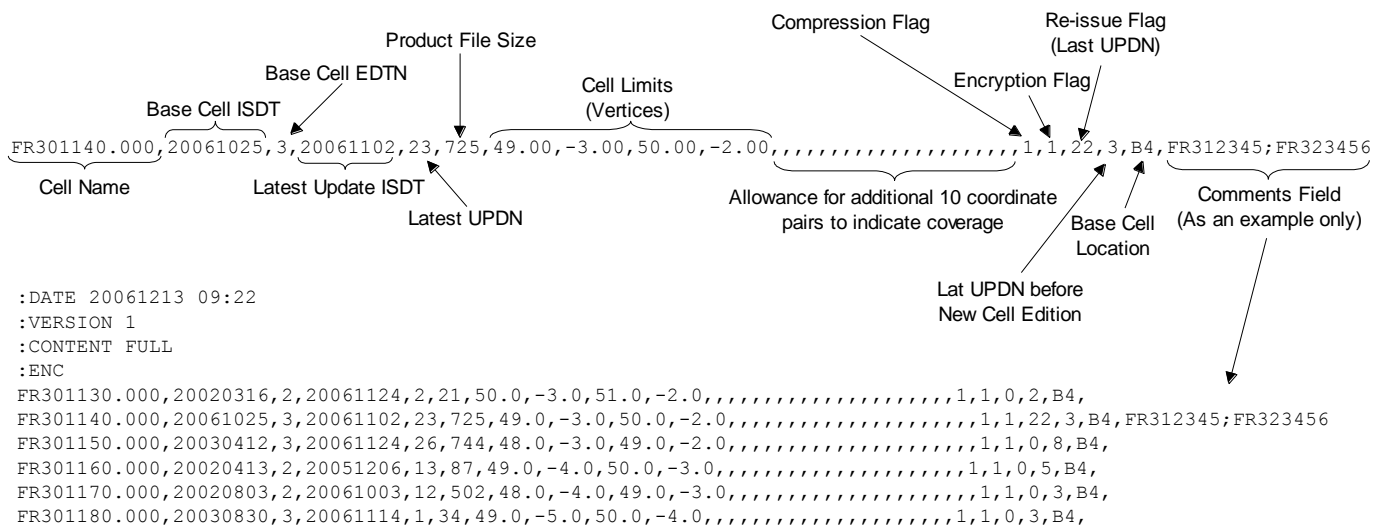 Compression Flag
Re-issue Flag
(Last UPDN)
Product File Size
Encryption Flag
Base Cell EDTN
Cell Limits
(Vertices)
Base Cell ISDT
FR301140.000,20061025,3,20061102,23,725,49.00,-3.00,50.00,-2.00,,,,,,,,,,,,,,,,,,,,,1,1,22,3,B4,FR312345;FR323456
Cell Name
Latest Update ISDT
Latest UPDN
Allowance for additional 10 coordinate
pairs to indicate coverage
Base Cell
Location
Comments Field
(As an example only)
Lat UPDN before
New Cell Edition
:DATE 20061213 09:22
:VERSION 1
:CONTENT FULL
:ENC
FR301130.000,20020316,2,20061124,2,21,50.0,-3.0,51.0,-2.0,,,,,,,,,,,,,,,,,,,,,1,1,0,2,B4,
FR301140.000,20061025,3,20061102,23,725,49.0,-3.0,50.0,-2.0,,,,,,,,,,,,,,,,,,,,,1,1,22,3,B4,FR312345;FR323456
FR301150.000,20030412,3,20061124,26,744,48.0,-3.0,49.0,-2.0,,,,,,,,,,,,,,,,,,,,,1,1,0,8,B4,
FR301160.000,20020413,2,20051206,13,87,49.0,-4.0,50.0,-3.0,,,,,,,,,,,,,,,,,,,,,1,1,0,5,B4,
FR301170.000,20020803,2,20061003,12,502,48.0,-4.0,49.0,-3.0,,,,,,,,,,,,,,,,,,,,,1,1,0,3,B4,
FR301180.000,20030830,3,20061114,1,34,49.0,-5.0,50.0,-4.0,,,,,,,,,,,,,,,,,,,,,1,1,0,3,B4,